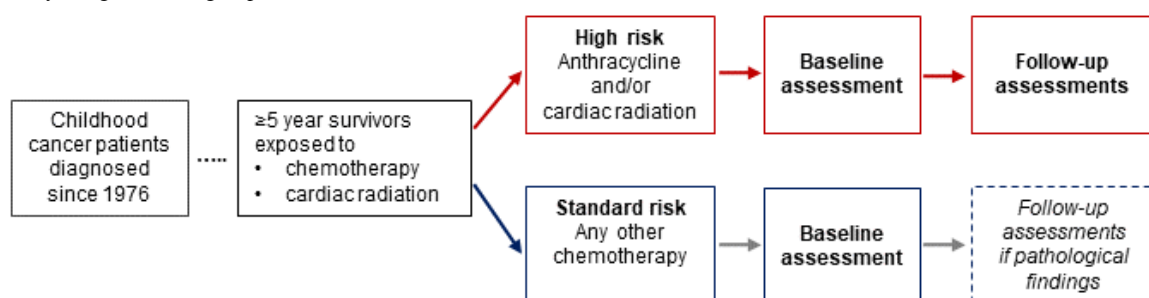 Childhood
cancer patients
diagnosed
since 1976
.....
≥5 year survivors
exposed to
• chemotherapy
• cardiac radiation
High risk
Anthracycline
and/or
cardiac radiation
Baseline
assessment
Follow-up
assessments
Standard risk
Any other
chemotherapy
Baseline
assessment
Follow-up
assessments
if pathological
findings